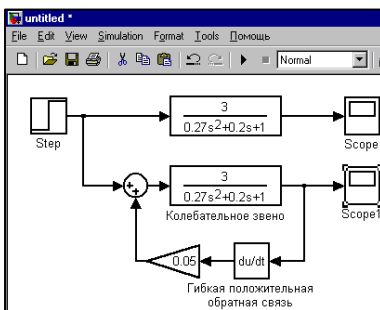 untitled *
File Edit View Simulation Format Tools Помощь
Normal
3
0.27s²+0.2s+1
Step
Scope
3
0.27s²+0.2s+1
Колебательное звено
Scope1
0.05
du/dt
Гибкая положительная
обратная связь